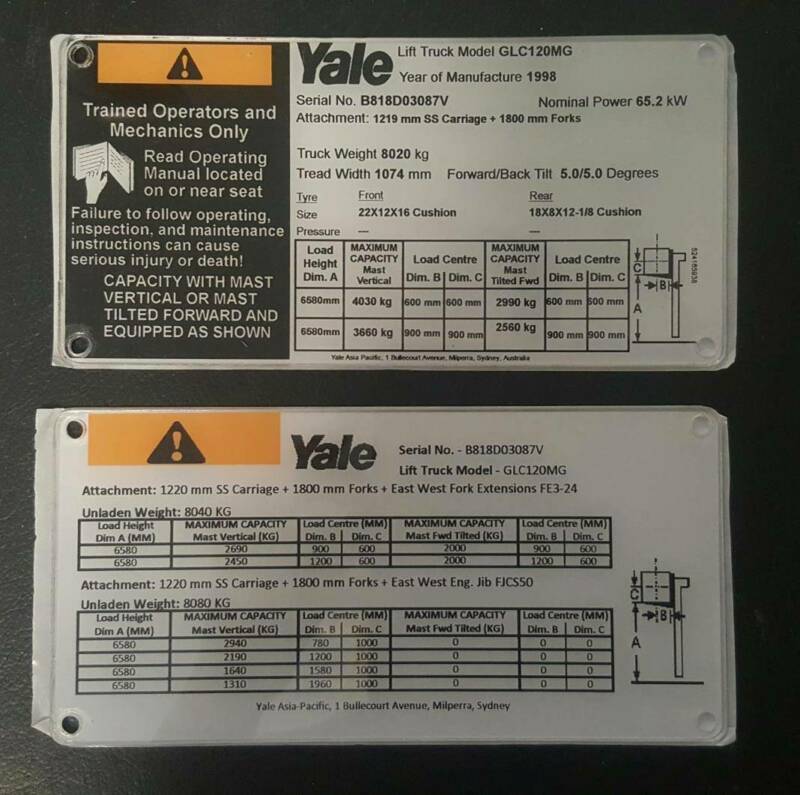 Yale Lift Truck Model GLC120MG
Year of Manufacture 1998
Serial No. B818D03087V Nominal Power 65.2 kW
Attachment: 1219 mm SS Carriage + 1800 mm Forks
Trained Operators and
Mechanics Only
Read Operating
Manual located
on or near seat
Failure to follow operating,
inspection, and maintenance
instructions can cause
serious injury or death!
CAPACITY WITH MAST
VERTICAL OR MAST
TILTED FORWARD AND
EQUIPPED AS SHOWN
Truck Weight 8020 kg
Tread Width 1074 mm Forward/Back Tilt 5.0/5.0 Degrees
Tyre Front Rear
Size 22X12X16 Cushion 18X8X12-1/8 Cushion
Pressure — —
Load Height Dim. A MAXIMUM CAPACITY Mast Vertical Load Centre Dim. B Dim. C MAXIMUM CAPACITY Mast Tilted Fwd Load Centre Dim. B Dim. C
6580mm 4030 kg 600 mm 600 mm 2990 kg 600 mm 600 mm
6580mm 3660 kg 900 mm 900 mm 2560 kg 900 mm 900 mm
C
B
A
524165938
Yale Asia Pacific, 1 Bullecourt Avenue, Milperra, Sydney, Australia
Yale Serial No. - B818D03087V
Lift Truck Model - GLC120MG
Attachment: 1220 mm SS Carriage + 1800 mm Forks + East West Fork Extensions FE3-24
Unladen Weight: 8040 KG
Load Height MAXIMUM CAPACITY Load Centre (MM) MAXIMUM CAPACITY Load Centre (MM)
Dim A (MM) Mast Vertical (KG) Dim. B Dim. C Mast Fwd Tilted (KG) Dim. B Dim. C
6580 2690 900 600 2000 900 600
6580 2450 1200 600 2000 1200 600
Attachment: 1220 mm SS Carriage + 1800 mm Forks + East West Eng. Jib FJCS50
Unladen Weight: 8080 KG
Load Height MAXIMUM CAPACITY Load Centre (MM) MAXIMUM CAPACITY Load Centre (MM)
Dim A (MM) Mast Vertical (KG) Dim. B Dim. C Mast Fwd Tilted (KG) Dim. B Dim. C
6580 2940 780 1000 0 0 0
6580 2190 1200 1000 0 0 0
6580 1640 1580 1000 0 0 0
6580 1310 1960 1000 0 0 0
C
B
A
Yale Asia-Pacific, 1 Bullecourt Avenue, Milperra, Sydney